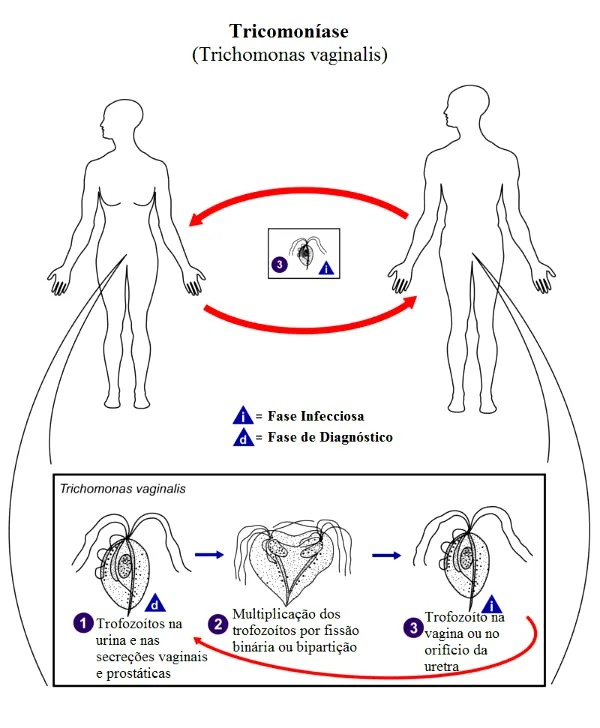 Tricomoníase
(Trichomonas vaginalis)
3
i
i = Fase Infecciosa
d = Fase de Diagnóstico
Trichomonas vaginalis
d
1 Trofozoítos na
urina e nas
secreções vaginais
e prostáticas
2 Multiplicação dos
trofozoítos por fissão
binária ou bipartição
i
3 Trofozoíto na
vagina ou no
orifício da
uretra